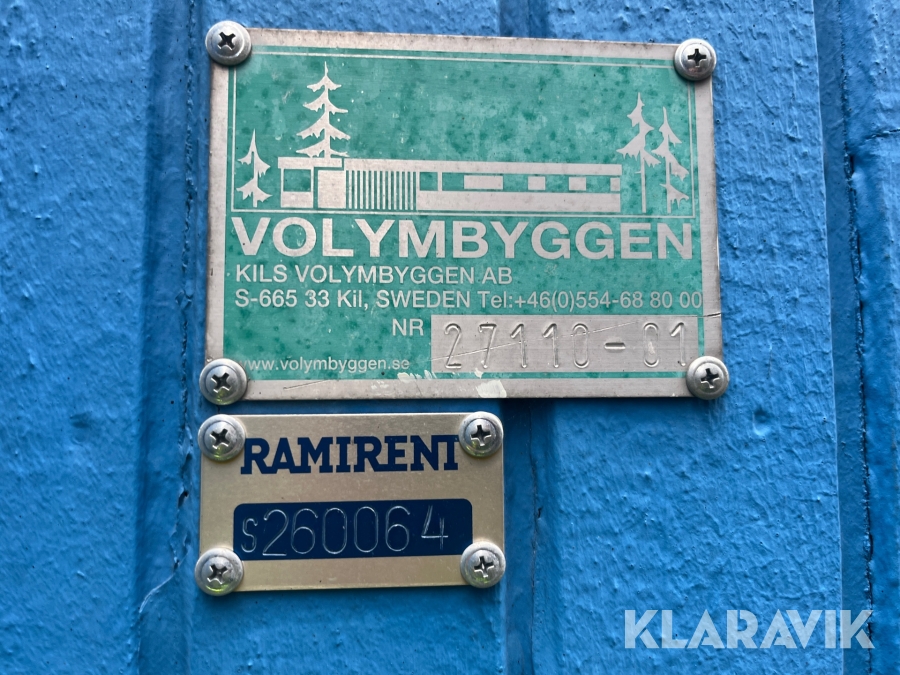 VOLYMBYGGEN
KILS VOLYMBYGGEN AB
S-665 33 Kil, SWEDEN Tel:+46(0)554-68 80 00
NR 27110-01
www.volymbyggen.se
RAMIRENT
S260064
KLARAVIK